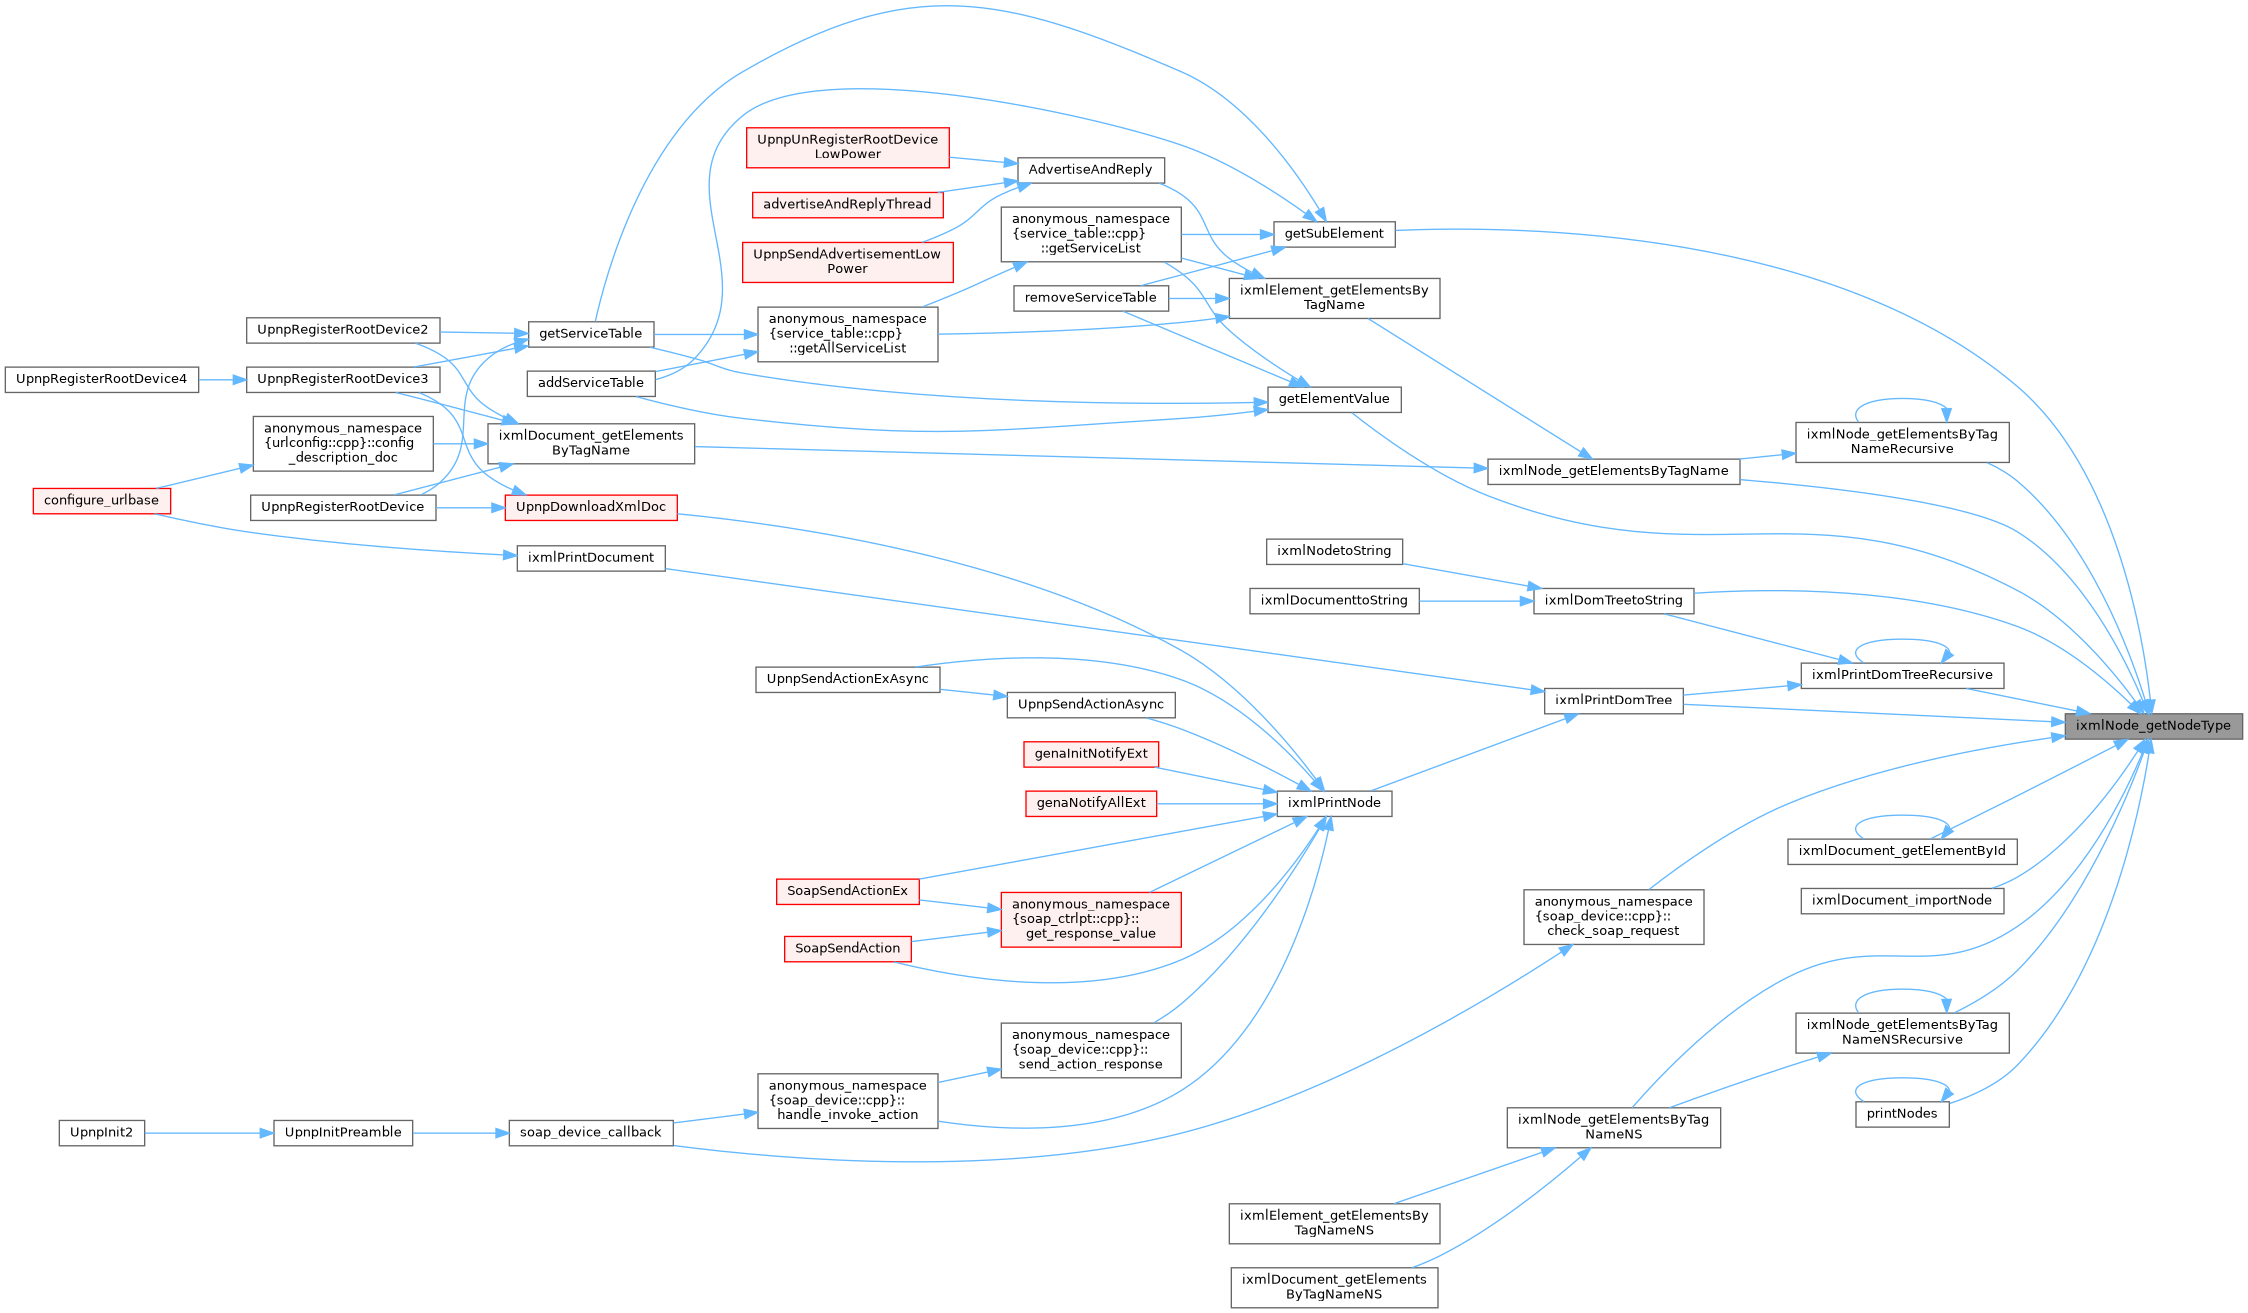 UpnpUnRegisterRootDevice
LowPower
AdvertiseAndReply
advertiseAndReplyThread
anonymous_namespace
{service_table::cpp}
::getServiceList
getSubElement
UpnpSendAdvertisementLow
Power
removeServiceTable
ixmlElement_getElementsBy
TagName
UpnpRegisterRootDevice2
getServiceTable
anonymous_namespace
{service_table::cpp}
::getAllServiceList
UpnpRegisterRootDevice4
UpnpRegisterRootDevice3
addServiceTable
getElementValue
anonymous_namespace
{urlconfig::cpp}::config
_description_doc
ixmlDocument_getElements
ByTagName
ixmlNode_getElementsByTag
NameRecursive
ixmlNode_getElementsByTagName
configure_urlbase
UpnpRegisterRootDevice
UpnpDownloadXmlDoc
ixmlPrintDocument
ixmlNodetoString
ixmlDocumenttoString
ixmlDomTreetoString
UpnpSendActionExAsync
ixmlPrintDomTreeRecursive
UpnpSendActionAsync
ixmlPrintDomTree
ixmlNode_getNodeType
genaInitNotifyExt
genaNotifyAllExt
ixmlPrintNode
ixmlDocument_getElementById
SoapSendActionEx
anonymous_namespace
{soap_ctrlpt::cpp}::
get_response_value
anonymous_namespace
{soap_device::cpp}::
check_soap_request
ixmlDocument_importNode
SoapSendAction
ixmlNode_getElementsByTag
NameNSRecursive
anonymous_namespace
{soap_device::cpp}::
send_action_response
anonymous_namespace
{soap_device::cpp}::
handle_invoke_action
printNodes
UpnpInit2
UpnpInitPreamble
soap_device_callback
ixmlNode_getElementsByTag
NameNS
ixmlElement_getElementsBy
TagNameNS
ixmlDocument_getElements
ByTagNameNS